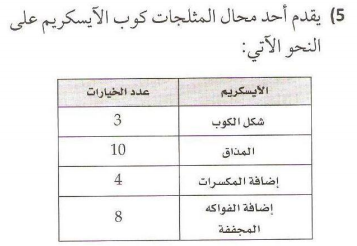 5) يقدم أحد محال المثلجات كوب الآيسكريم على
النحو الآتي:
الآيسكريم عدد الخيارات
شكل الكوب 3
المذاق 10
إضافة المكسرات 4
إضافة الفواكه المجففة 8